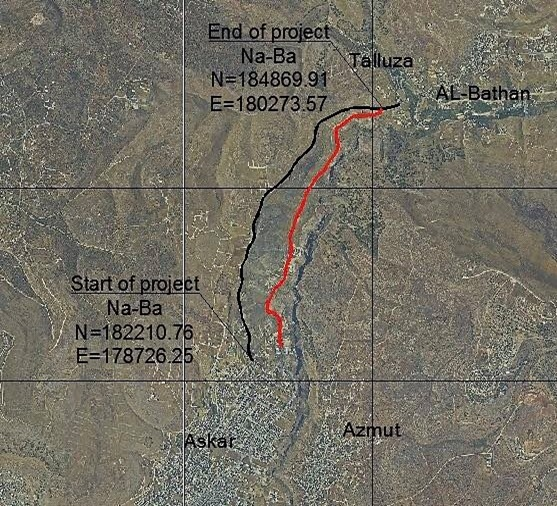 End of project
Na-Ba
N=184869.91
E=180273.57
Talluza
AL-Bathan
Start of project
Na-Ba
N=182210.76
E=178726.25
Askar
Azmut